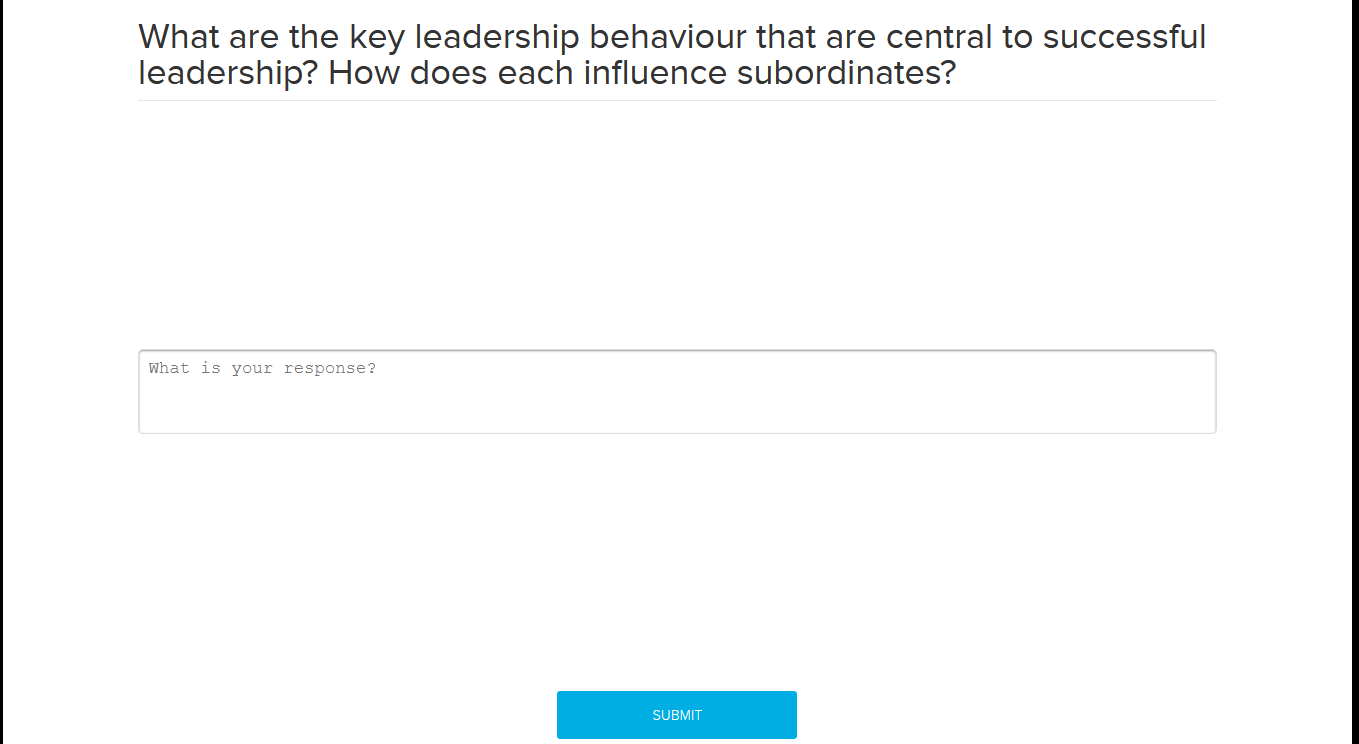 What are the key leadership behaviour that are central to successful
leadership? How does each influence subordinates?
What is your response?
SUBMIT